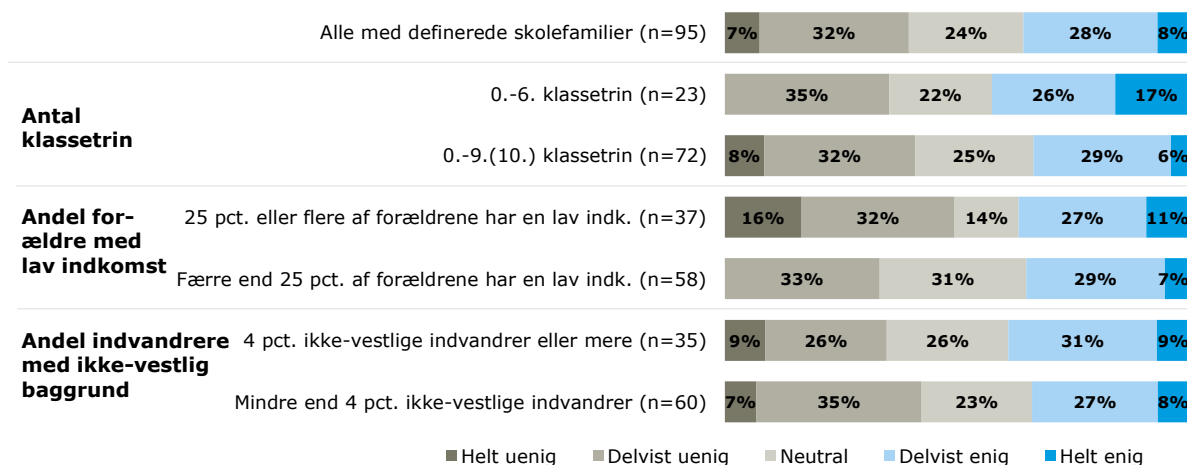 Alle med definerede skolefamilier (n=95) 7% 32% 24% 28% 8%
Antal
klassetrin
0.-6. klassetrin (n=23) 35% 22% 26% 17%
0.-9.(10.) klassetrin (n=72) 8% 32% 25% 29% 6%
Andel for-
ældre med
lav indkomst
25 pct. eller flere af forældrene har en lav indk. (n=37) 16% 32% 14% 27% 11%
Færre end 25 pct. af forældrene har en lav indk. (n=58) 33% 31% 29% 7%
Andel indvandrere
med ikke-vestlig
baggrund
4 pct. ikke-vestlige indvandrer eller mere (n=35) 9% 26% 26% 31% 9%
Mindre end 4 pct. ikke-vestlige indvandrer (n=60) 7% 35% 23% 27% 8%
Helt uenig Delvist uenig Neutral Delvist enig Helt enig